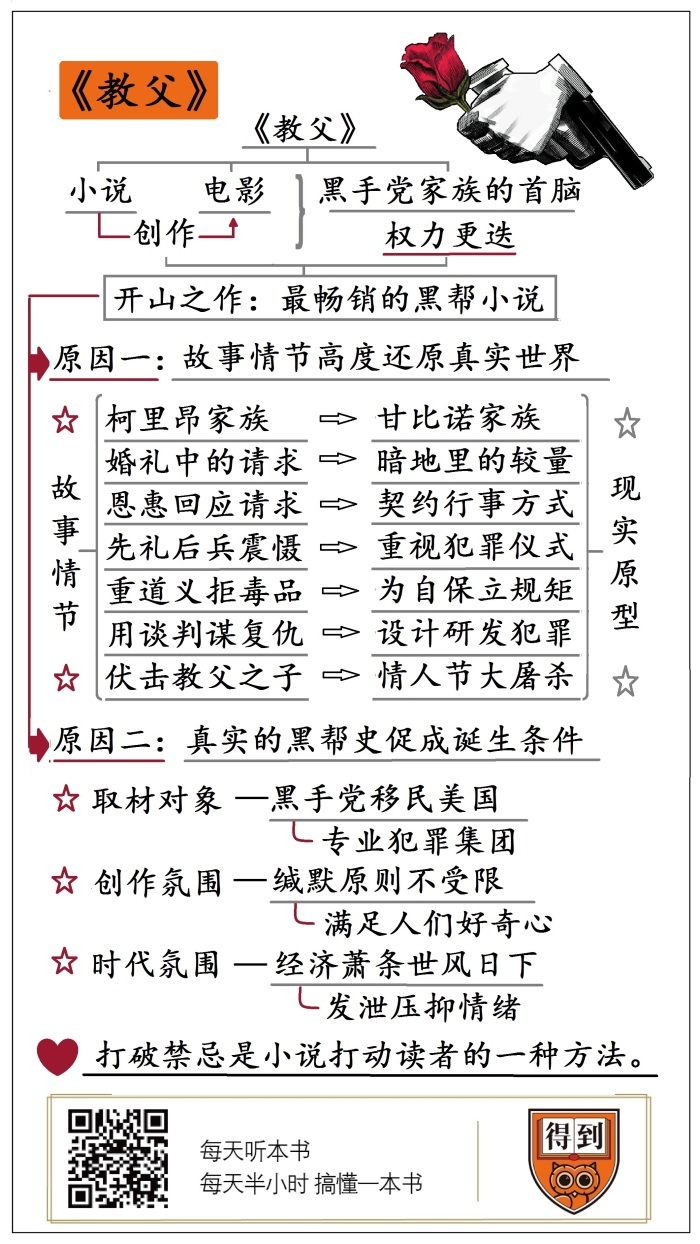 《教父》
《教父》
小说 电影 黑手党家族的首脑
创作 权力更迭
开山之作：最畅销的黑帮小说
原因一：故事情节高度还原真实世界
故事情节
柯里昂家族 ⇨ 甘比诺家族
婚礼中的请求 ⇨ 暗地里的较量
恩惠回应请求 ⇨ 契约行事方式
先礼后兵震慑 ⇨ 重视犯罪仪式
重道义拒毒品 ⇨ 为自保立规矩
用谈判谋复仇 ⇨ 设计研发犯罪
伏击教父之子 ⇨ 情人节大屠杀
现实原型
原因二：真实的黑帮史促成诞生条件
取材对象 — 黑手党移民美国
专业犯罪集团
创作氛围 — 缄默原则不受限
满足人们好奇心
时代氛围 — 经济萧条世风日下
发泄压抑情绪
打破禁忌是小说打动读者的一种方法。
每天听本书
每天半小时 搞懂一本书
得到